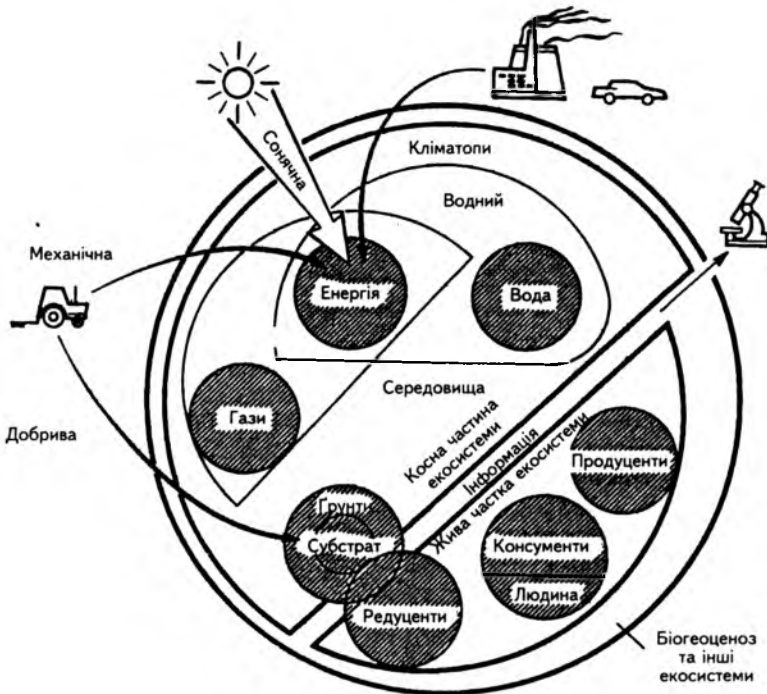 Сонячна
Кліматопи
Водний
Механічна
Енергія
Вода
Середовища
Гази
Добрива
Косна частина
екосистеми
Інформація
Жива частка екосистеми
Продуценти
Ґрунти
Субстрат
Консументи
Людина
Редуценти
Біогеоценоз
та інші
екосистеми